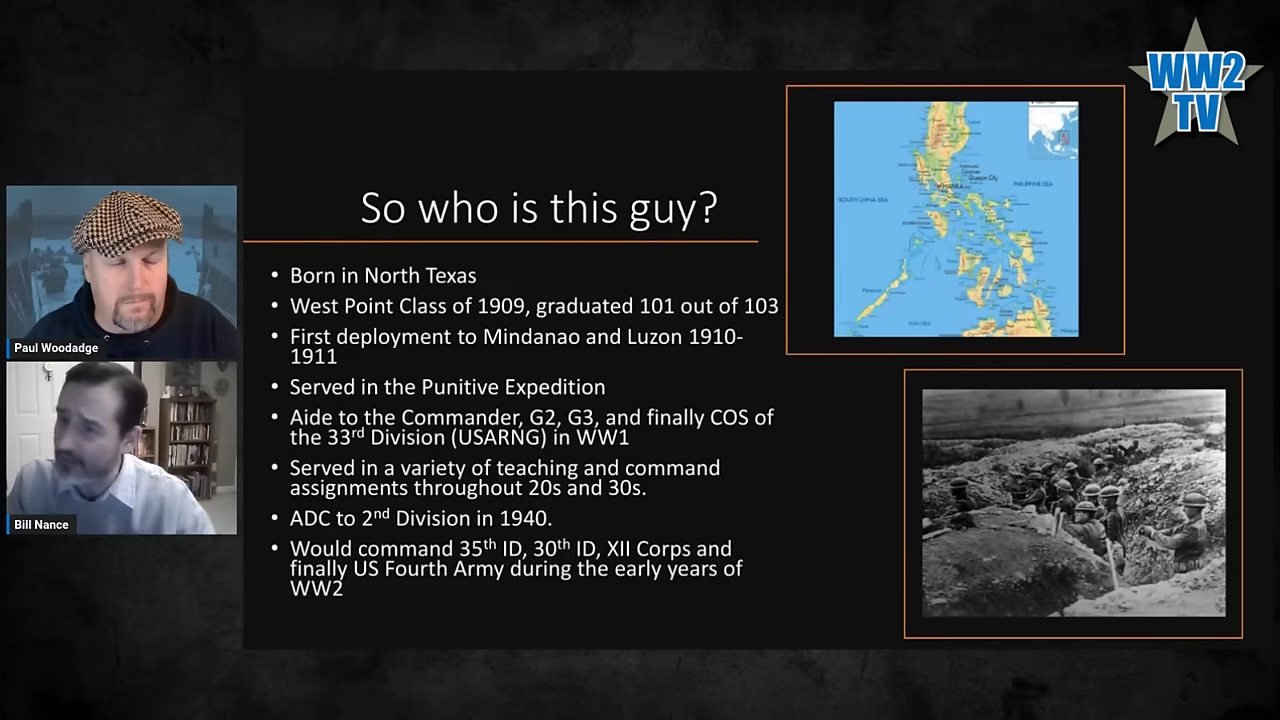 WW2
TV
So who is this guy?
• Born in North Texas
• West Point Class of 1909, graduated 101 out of 103
• First deployment to Mindanao and Luzon 1910-
1911
• Served in the Punitive Expedition
• Aide to the Commander, G2, G3, and finally COS of
the 33rd Division (USARNG) in WW1
• Served in a variety of teaching and command
assignments throughout 20s and 30s.
• ADC to 2nd Division in 1940.
• Would command 35th ID, 30th ID, XII Corps and
finally US Fourth Army during the early years of
WW2
Paul Woodadge
Bill Nance
Quezon City
MANILA
PHILIPPINE SEA
SOUTH CHINA SEA
SULU SEA